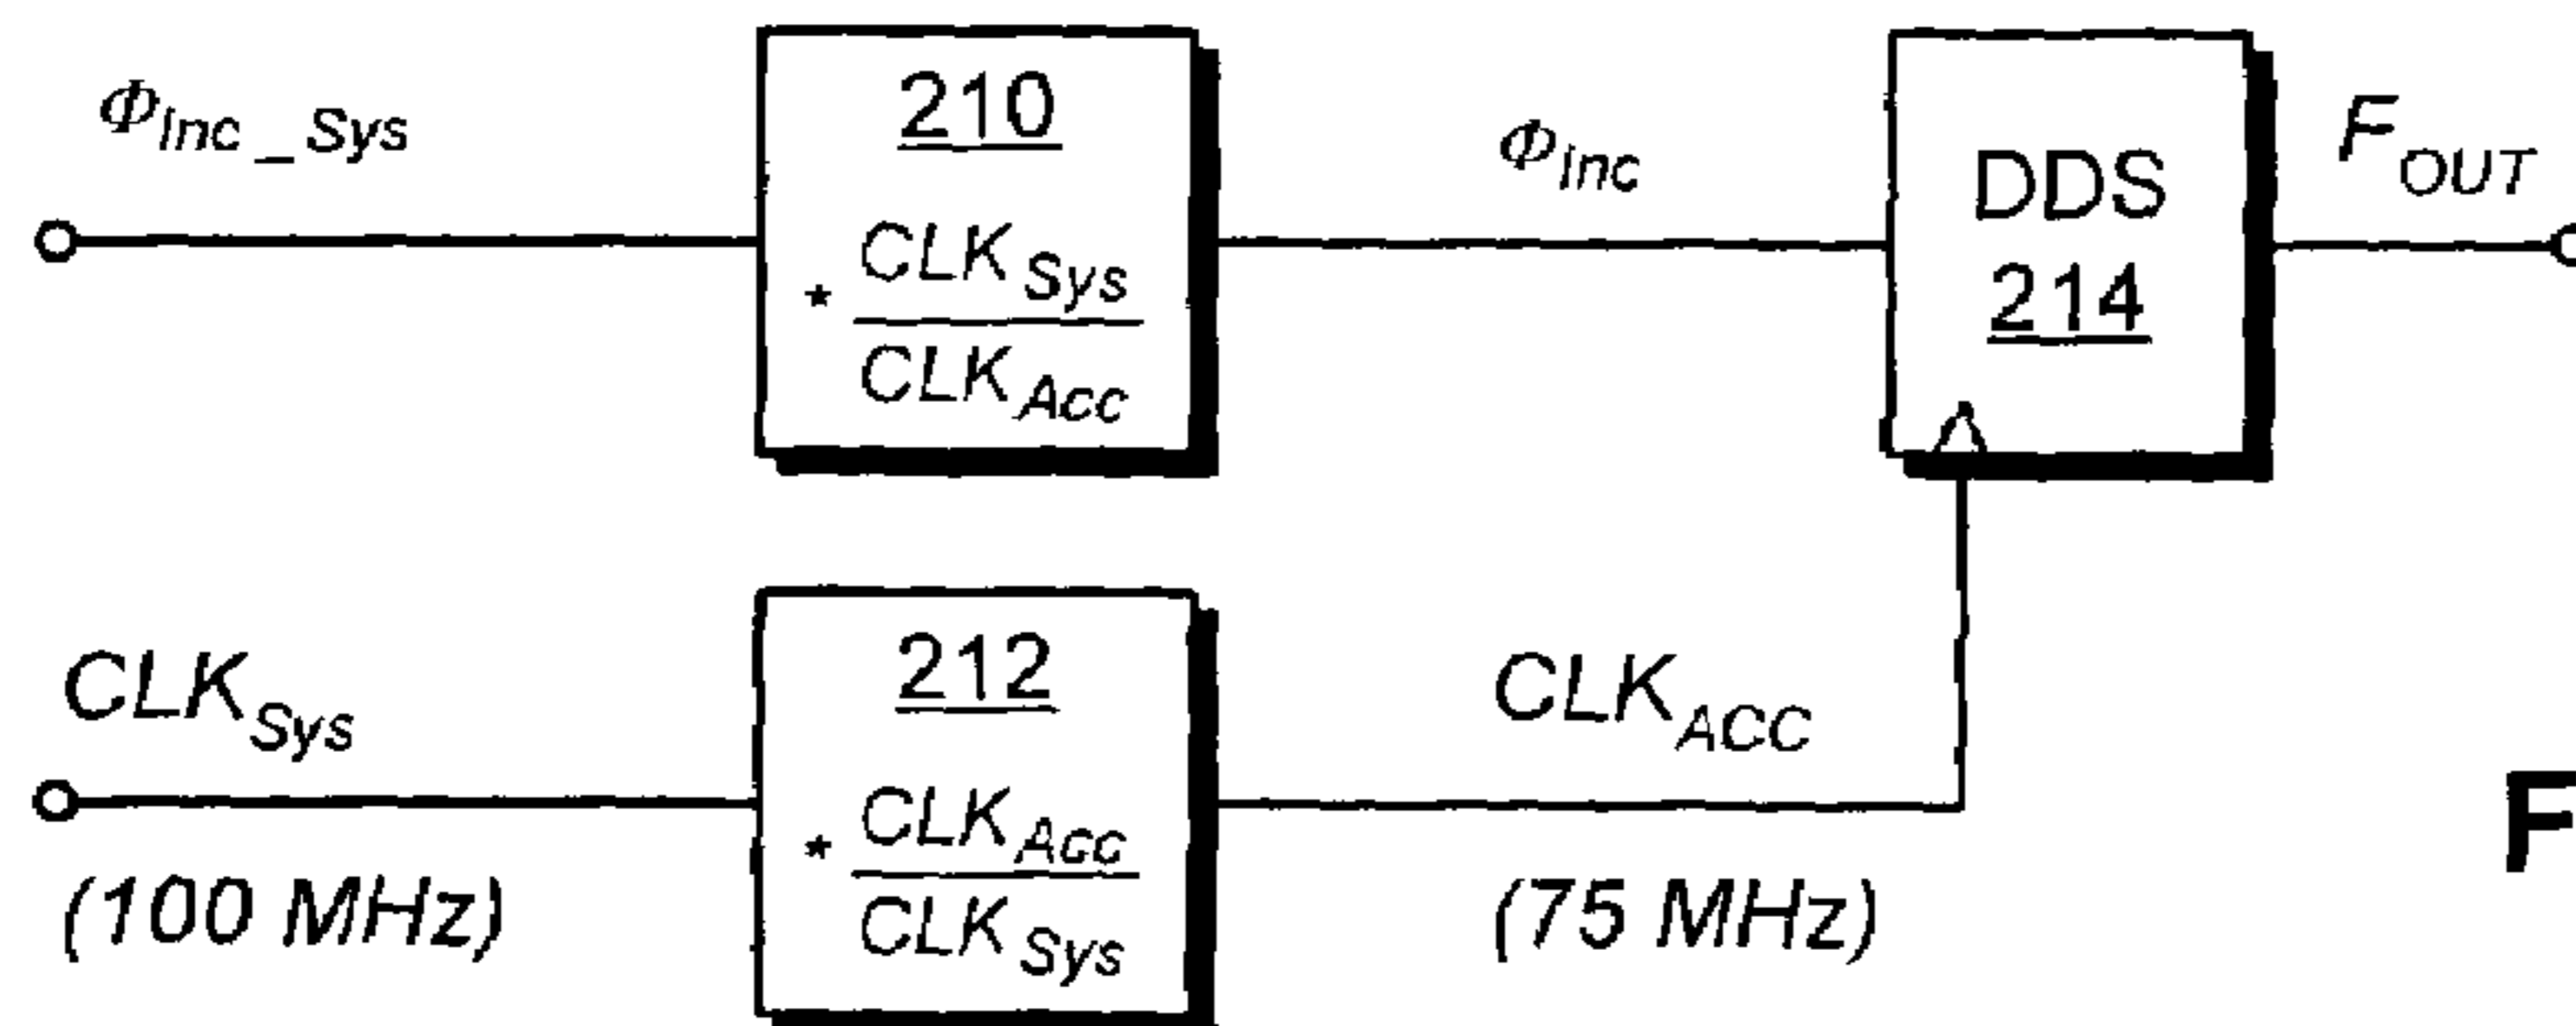 Φ_Inc_Sys
210
* CLK_Sys
CLK_Acc
Φ_Inc
DDS
214
F_OUT
CLK_Sys
(100 MHz)
212
* CLK_Acc
CLK_Sys
CLK_ACC
(75 MHz)
F